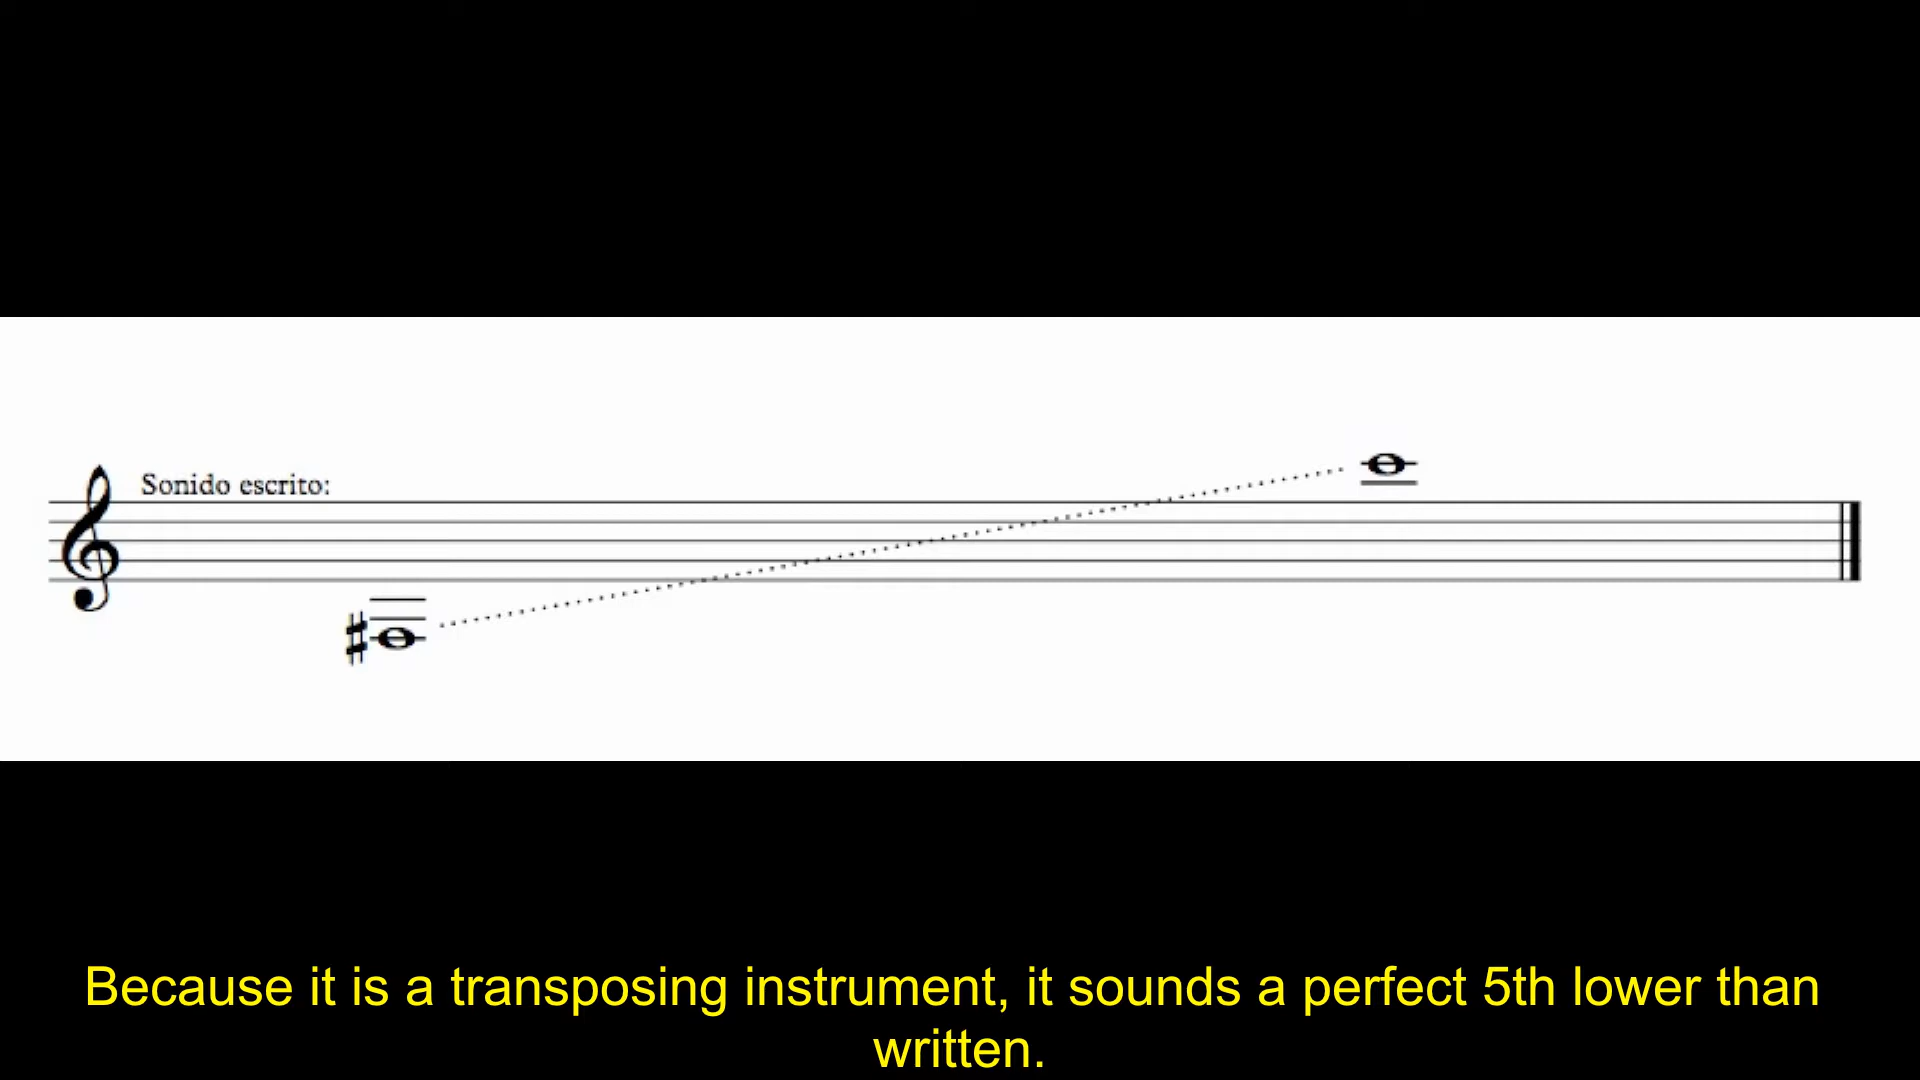 Sonido escrito:
Because it is a transposing instrument, it sounds a perfect 5th lower than
written.